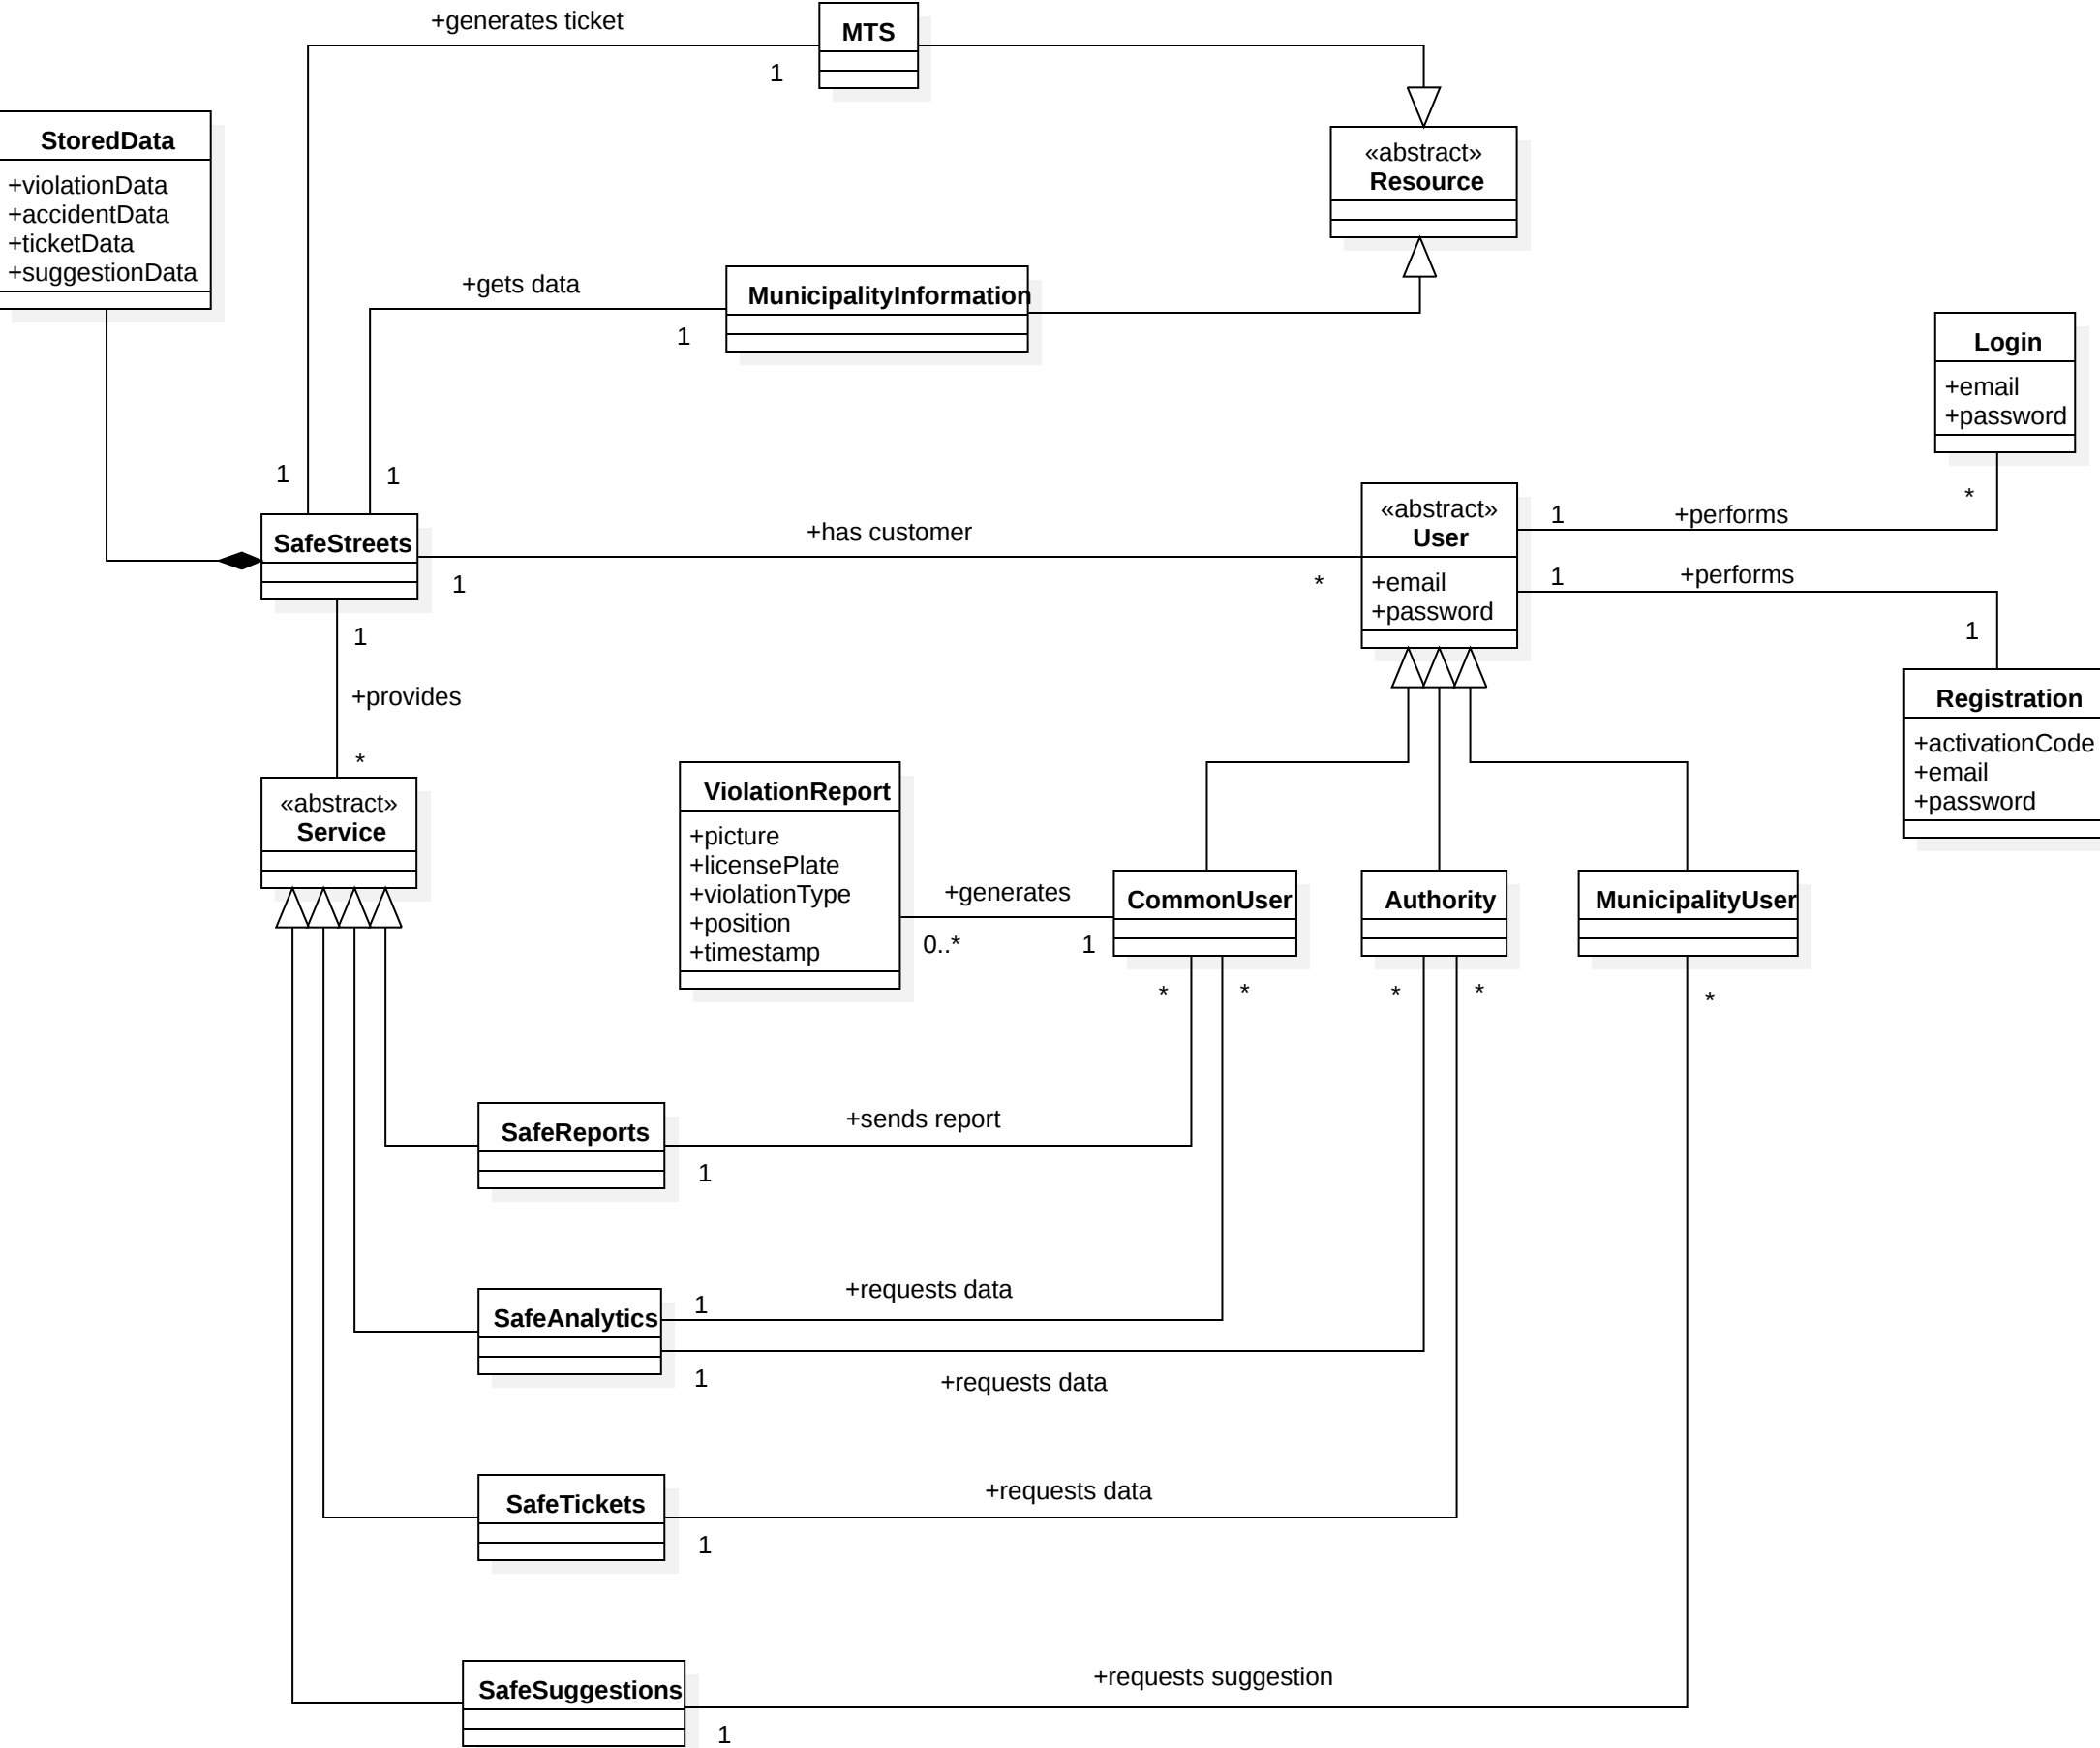 +generates ticket
MTS
1
StoredData
+violationData
+accidentData
+ticketData
+suggestionData
«abstract»
Resource
+gets data
MunicipalityInformation
1
Login
+email
+password
1
1
*
SafeStreets
+has customer
1
*
«abstract»
User
+email
+password
1
+performs
1
+performs
1
1
+provides
*
Registration
+activationCode
+email
+password
«abstract»
Service
ViolationReport
+picture
+licensePlate
+violationType
+position
+timestamp
+generates
0..*
1
CommonUser
Authority
MunicipalityUser
*
*
*
*
*
SafeReports
+sends report
1
SafeAnalytics
1
+requests data
1
+requests data
SafeTickets
+requests data
1
SafeSuggestions
+requests suggestion
1